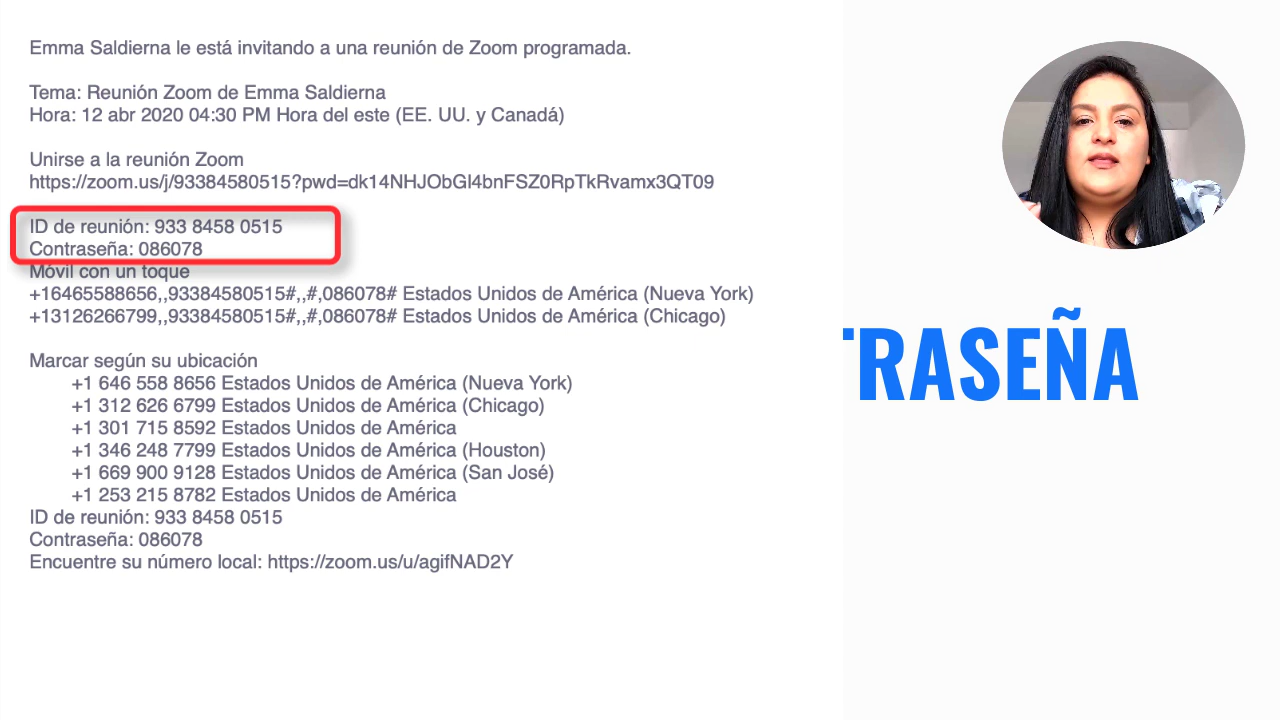 Emma Saldierna le está invitando a una reunión de Zoom programada.
Tema: Reunión Zoom de Emma Saldierna
Hora: 12 abr 2020 04:30 PM Hora del este (EE. UU. y Canadá)
Unirse a la reunión Zoom
https://zoom.us/j/93384580515?pwd=dk14NHJObGl4bnFSZ0RpTkRvamx3QT09
ID de reunión: 933 8458 0515
Contraseña: 086078
Móvil con un toque
+16465588656,,93384580515#,,#,086078# Estados Unidos de América (Nueva York)
+13126266799,,93384580515#,,#,086078# Estados Unidos de América (Chicago)
Marcar según su ubicación
+1 646 558 8656 Estados Unidos de América (Nueva York)
+1 312 626 6799 Estados Unidos de América (Chicago)
+1 301 715 8592 Estados Unidos de América
+1 346 248 7799 Estados Unidos de América (Houston)
+1 669 900 9128 Estados Unidos de América (San José)
+1 253 215 8782 Estados Unidos de América
ID de reunión: 933 8458 0515
Contraseña: 086078
Encuentre su número local: https://zoom.us/u/agifNAD2Y
TRASEÑA